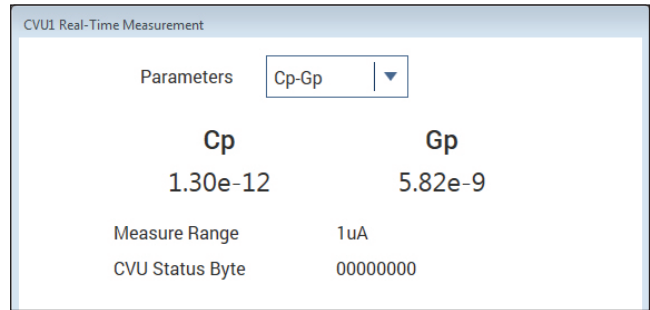 CVU1 Real-Time Measurement
Parameters Cp-Gp
Cp Gp
1.30e-12 5.82e-9
Measure Range 1uA
CVU Status Byte 00000000